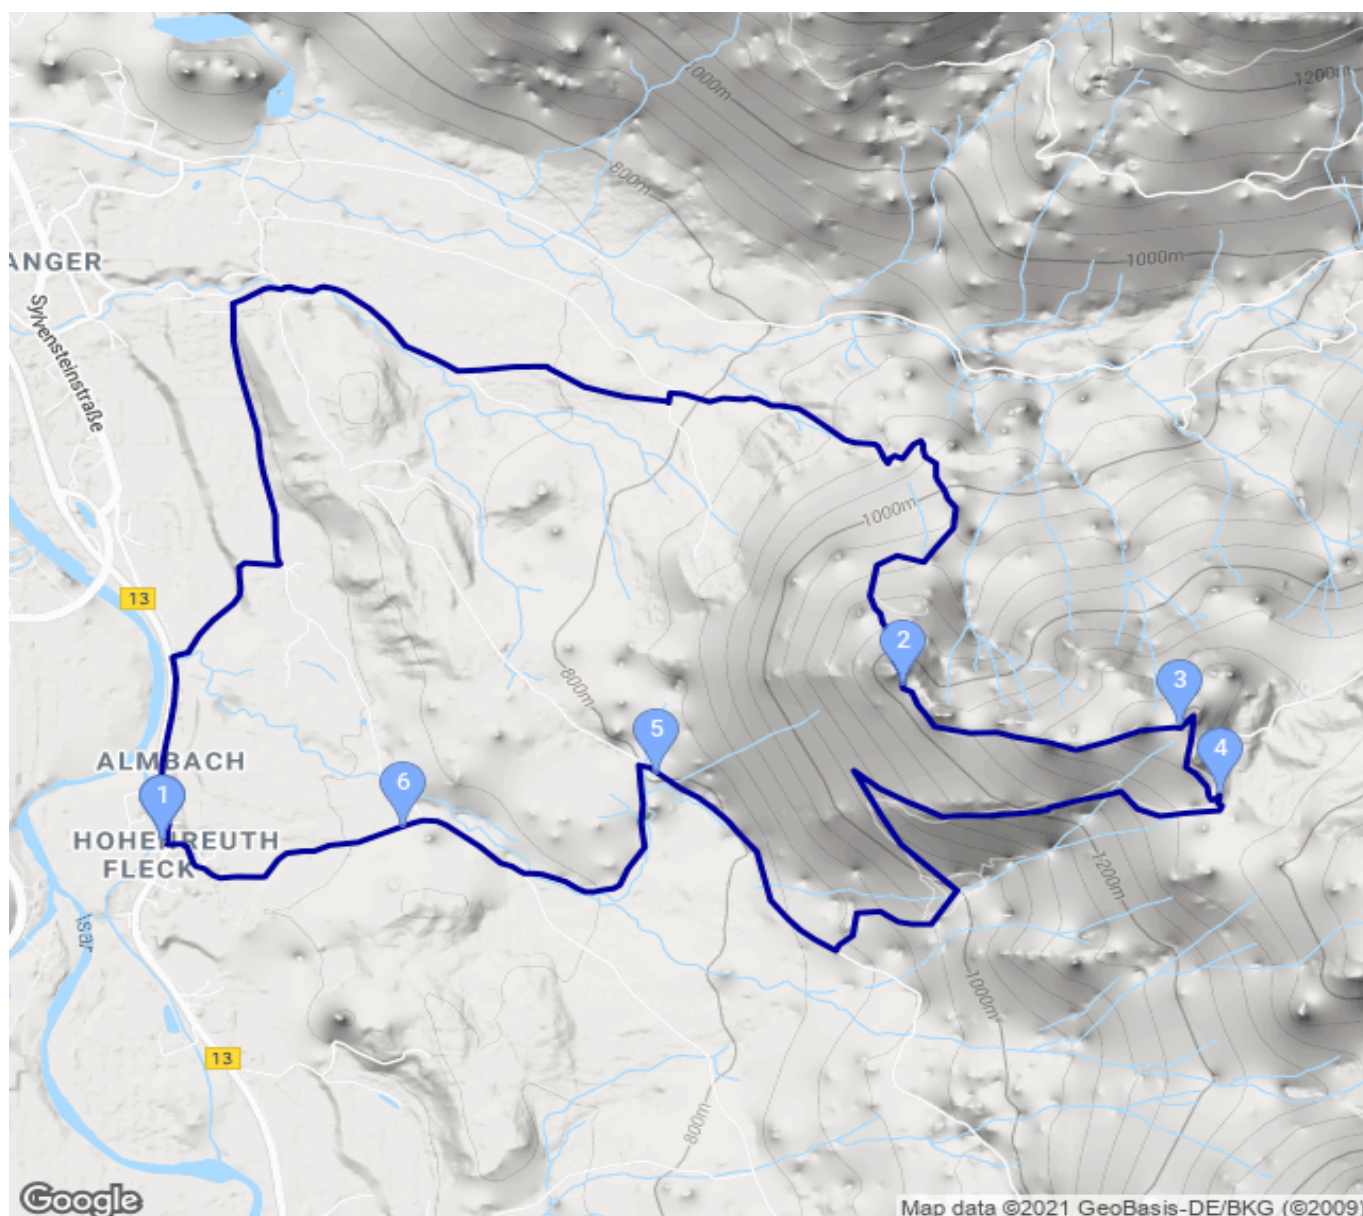 1000m
1200m
800m
1000m
ANGER
Sylvensteinstraße
1000m
13
2
800m
3
5
4
ALMBACH
6
1
HOHENREUTH
FLECK
1200m
Isar
1000m
13
800m
Google
Map data ©2021 GeoBasis-DE/BKG (©2009)